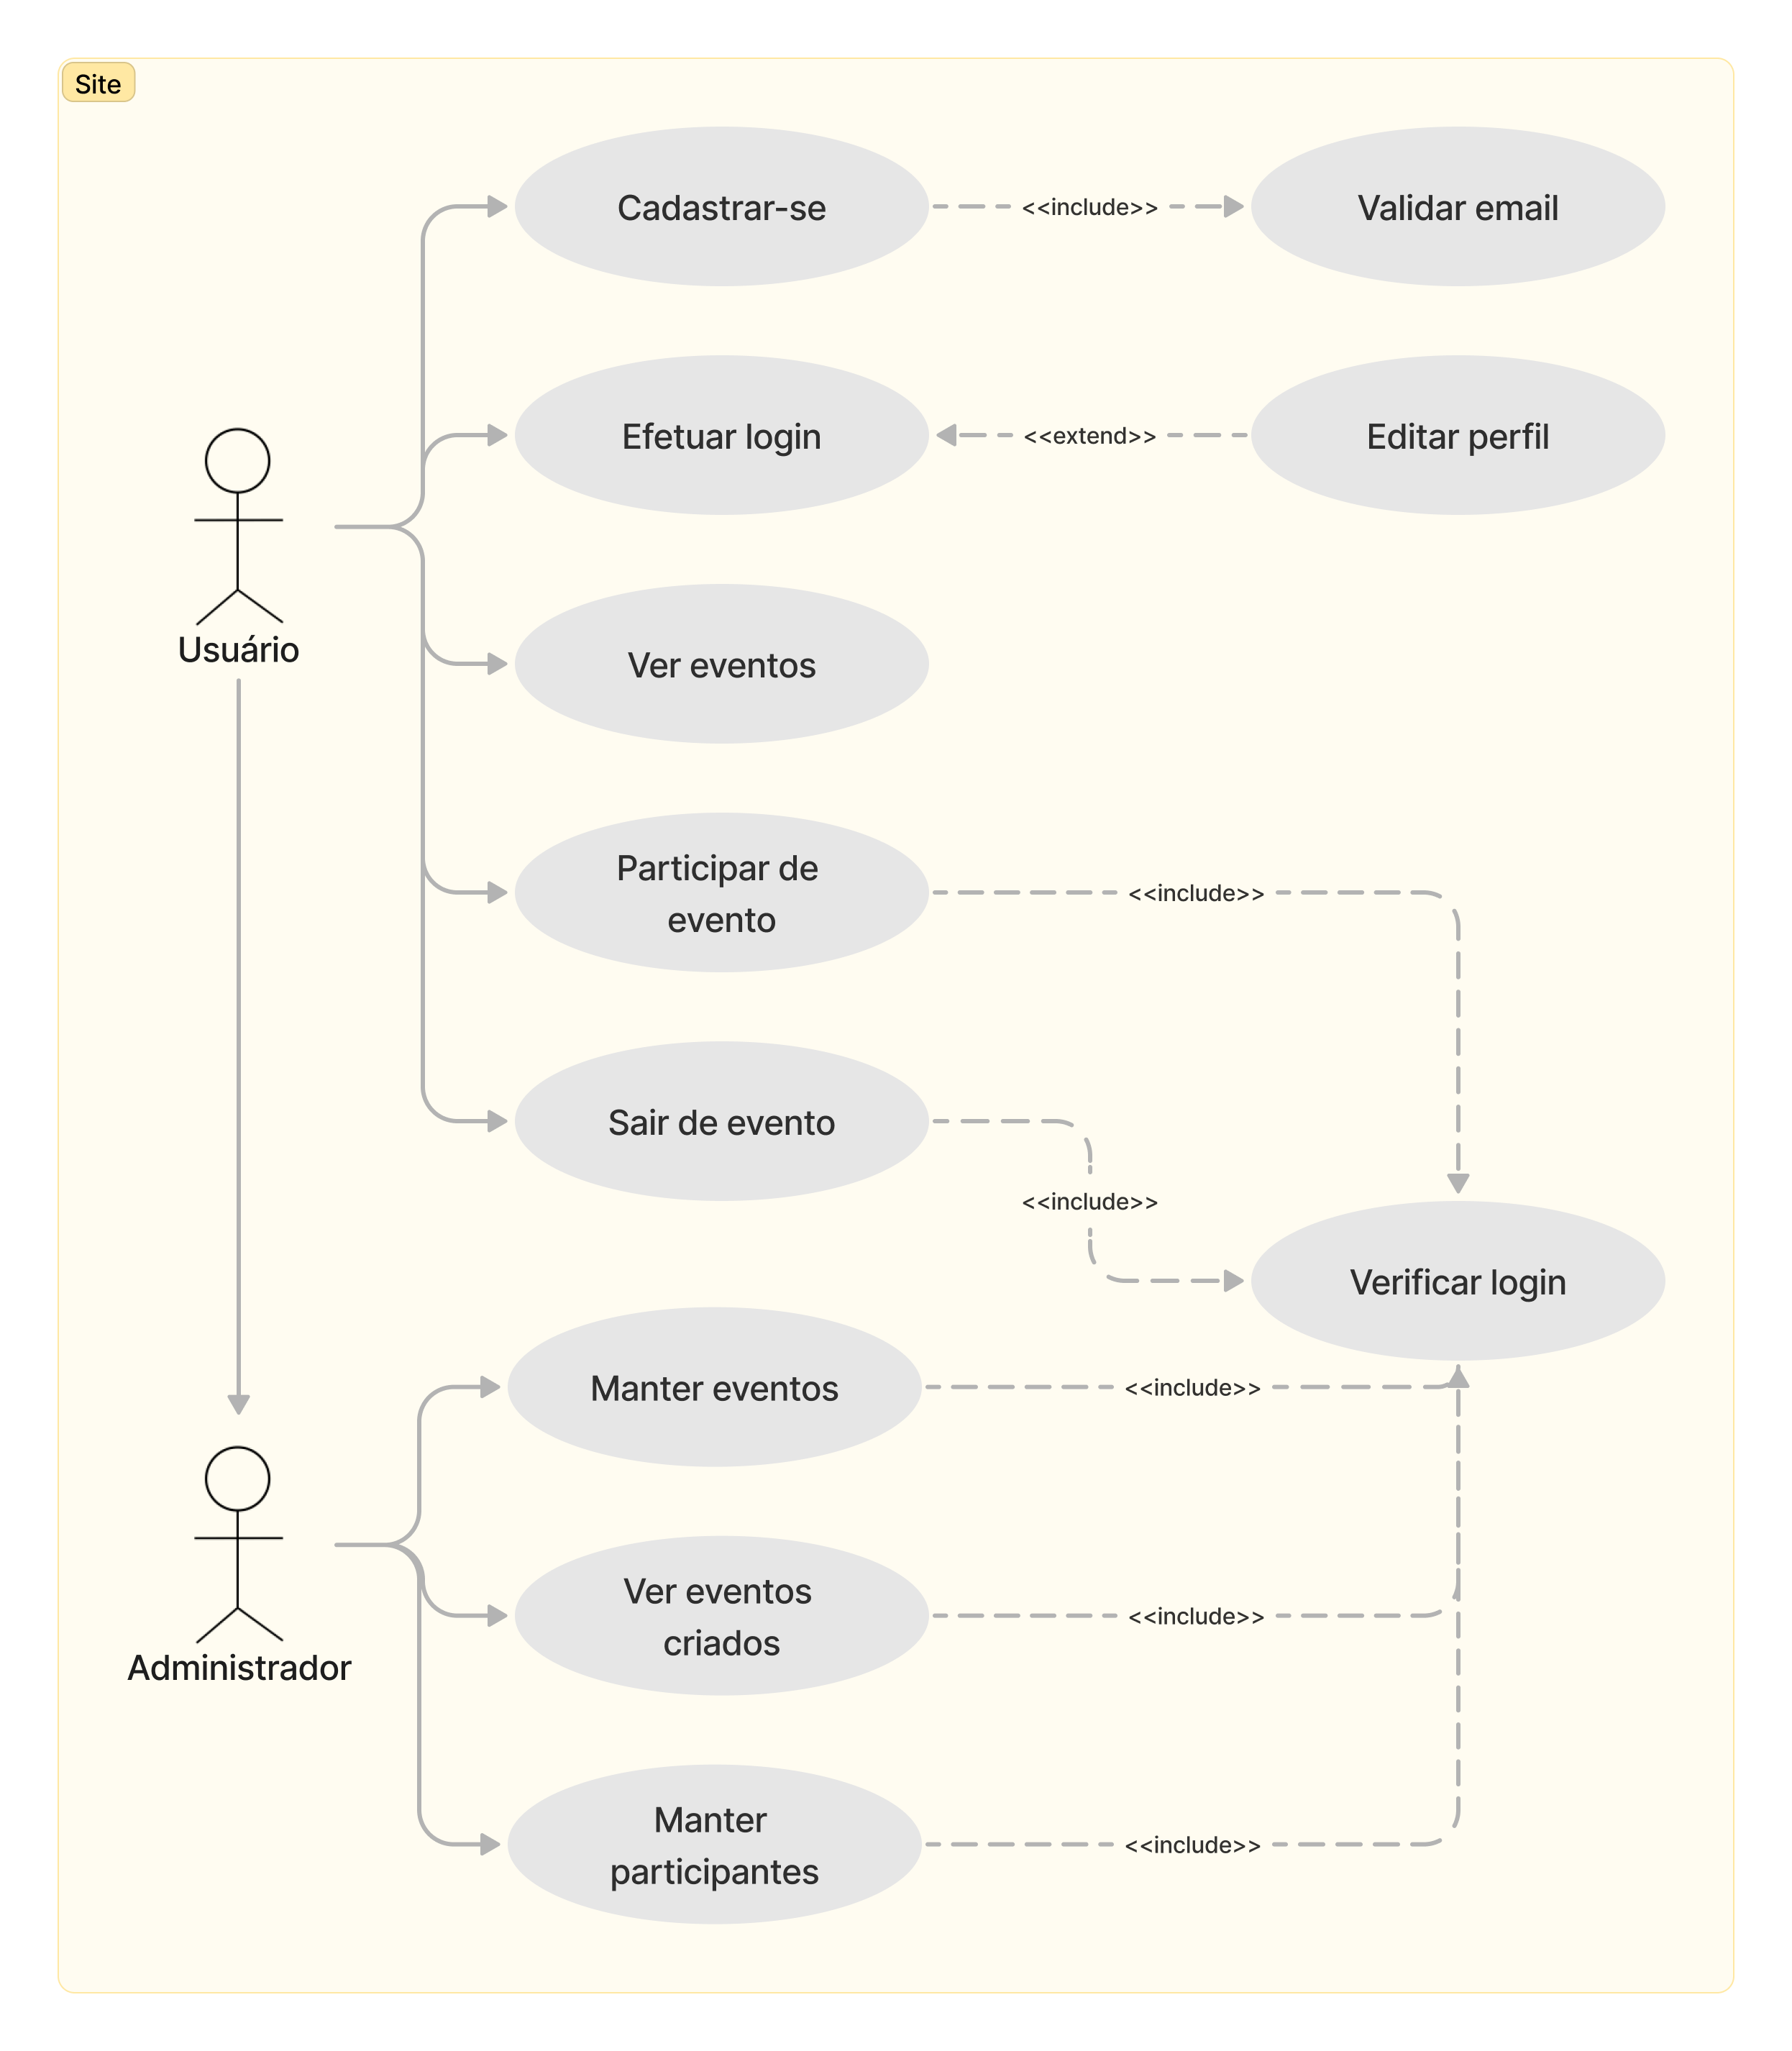 Site
Cadastrar-se
<<include>>
Validar email
Efetuar login
<<extend>>
Editar perfil
Usuário
Ver eventos
Participar de
evento
<<include>>
Sair de evento
<<include>>
Verificar login
Manter eventos
<<include>>
Administrador
Ver eventos
criados
<<include>>
Manter
participantes
<<include>>